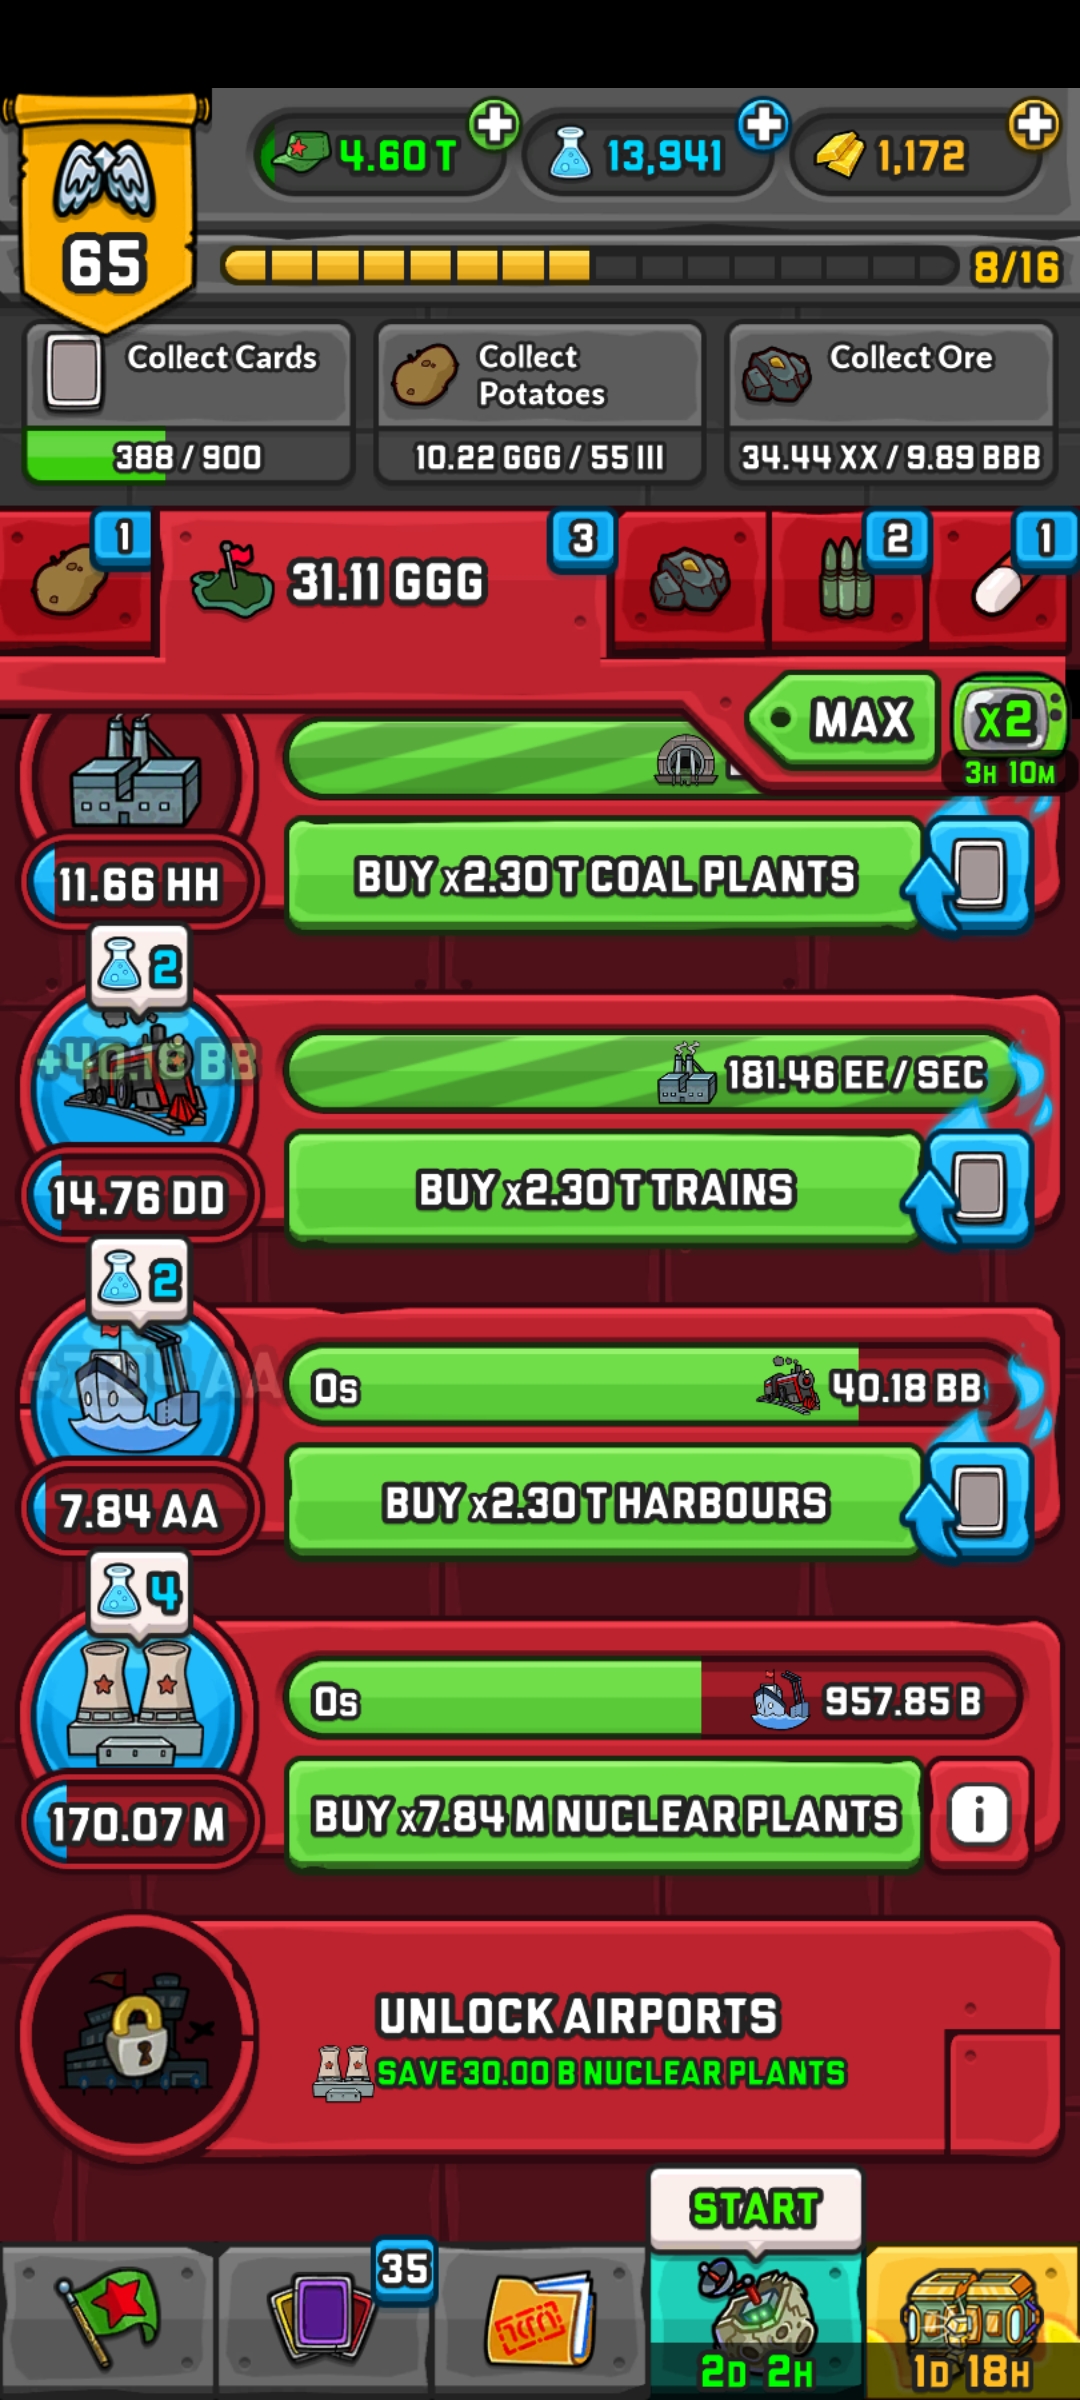 4.60 T
13,941
1,172
65
8/16
Collect Cards
388 / 900
Collect
Potatoes
10.22 GGG / 55 III
Collect Ore
34.44 XX / 9.89 BBB
1
31.11 GGG
3
2
1
MAX
x2
3H 10M
11.66 HH
BUY x2.30 T COAL PLANTS
2
+40.18 BB
181.46 EE / SEC
14.76 DD
BUY x2.30 T TRAINS
2
0s
40.18 BB
7.84 AA
BUY x2.30 T HARBOURS
4
0s
957.85 B
170.07 M
BUY x7.84 M NUCLEAR PLANTS
i
UNLOCK AIRPORTS
SAVE 30.00 B NUCLEAR PLANTS
START
35
2D 2H
1D 18H